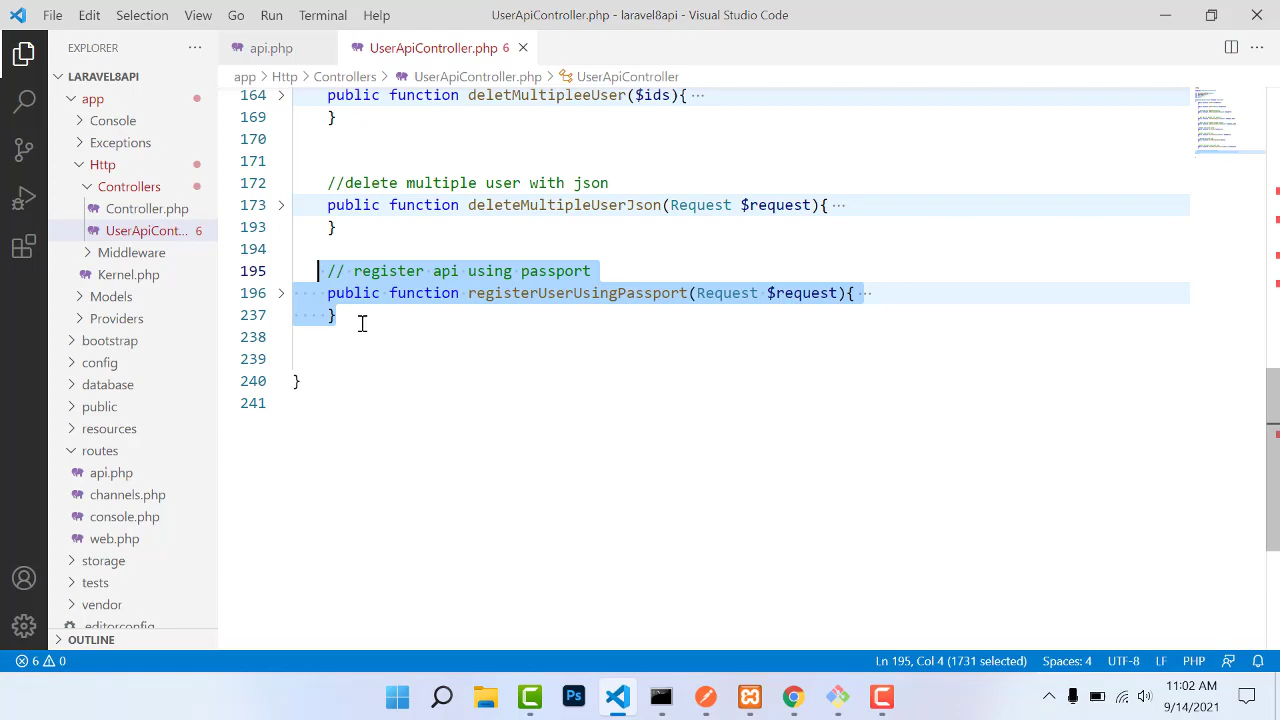 File Edit Selection View Go Run Terminal Help UserApiController.php - laravel8api - Visual Studio Code
EXPLORER
LARAVEL8API
app
Console
Exceptions
Http
Controllers
Controller.php
UserApiCont... 6
Middleware
Kernel.php
Models
Providers
bootstrap
config
database
public
resources
routes
api.php
channels.php
console.php
web.php
storage
tests
vendor
.editorconfig
OUTLINE
api.php UserApiController.php 6
app > Http > Controllers > UserApiController.php > UserApiController
164 public function deletMultipleeUser($ids){ ...
169 }
170
171
172 //delete multiple user with json
173 public function deleteMultipleUserJson(Request $request){ ...
193 }
194
195 // register api using passport
196 public function registerUserUsingPassport(Request $request){ ...
237 }
238
239
240 }
241
6 0 Ln 195, Col 4 (1731 selected) Spaces: 4 UTF-8 LF PHP
Ps
11:02 AM
9/14/2021